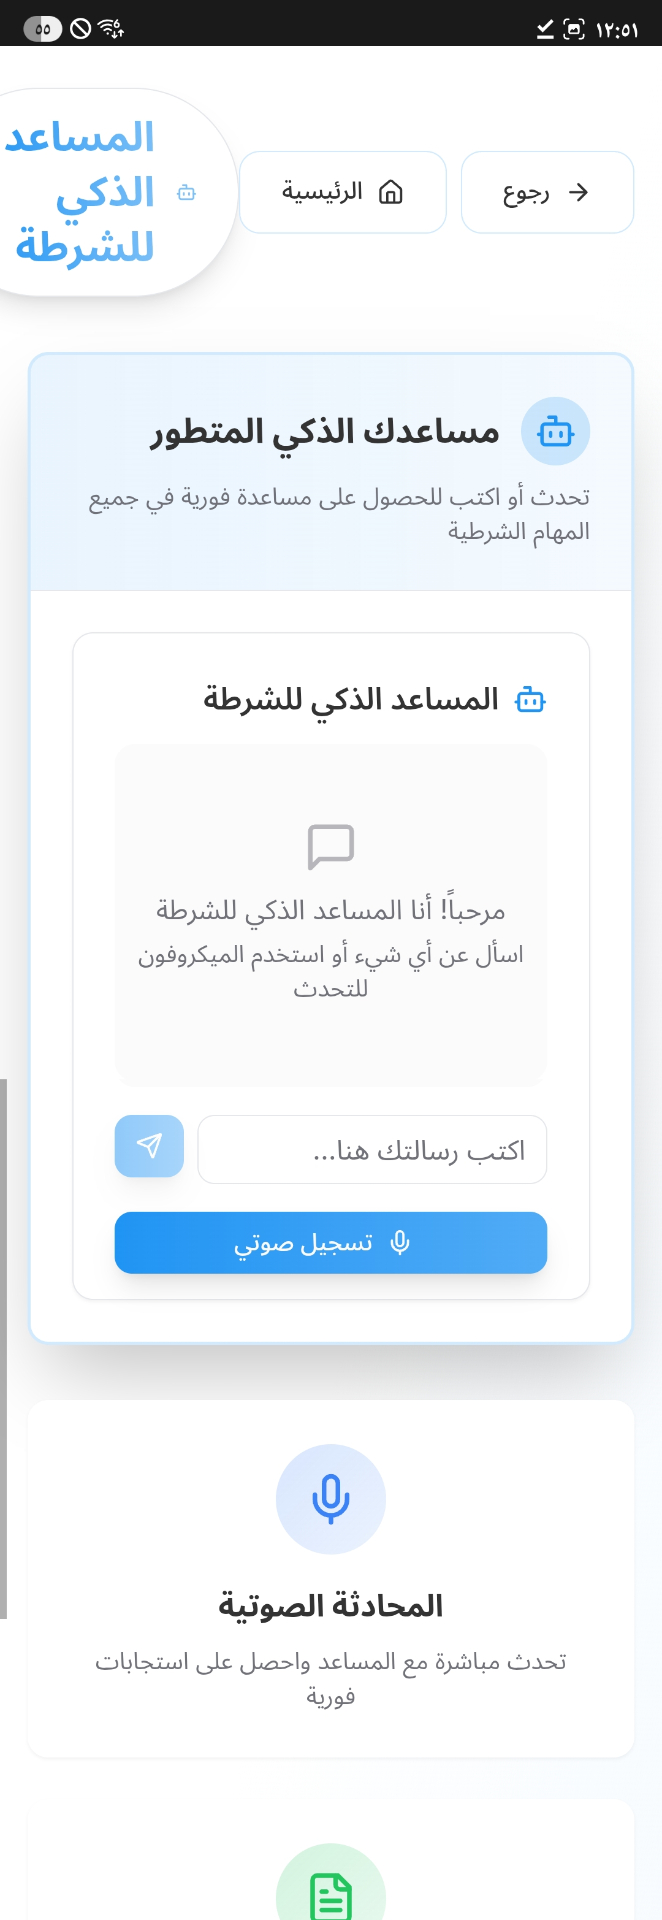 ١٢:٥١
٥٥
رجوع
الرئيسية
المساعد
الذكي
للشرطة
مساعدك الذكي المتطور
تحدث أو اكتب للحصول على مساعدة فورية في جميع
المهام الشرطية
المساعد الذكي للشرطة
مرحباً! أنا المساعد الذكي للشرطة
اسأل عن أي شيء أو استخدم الميكروفون
للتحدث
اكتب رسالتك هنا...
تسجيل صوتي
المحادثة الصوتية
تحدث مباشرة مع المساعد واحصل على استجابات
فورية